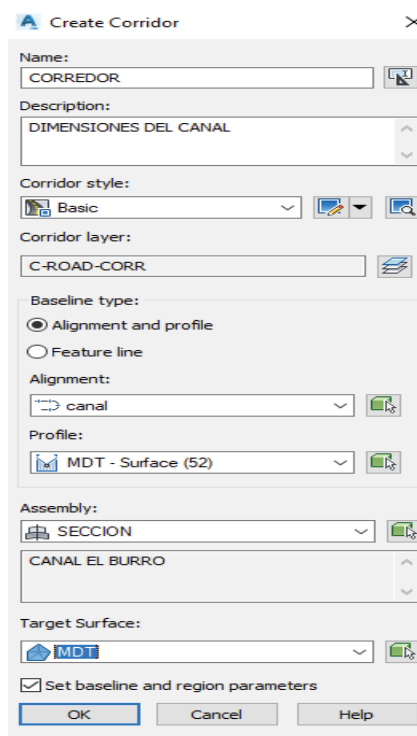 Create Corridor
Name:
CORREDOR
Description:
DIMENSIONES DEL CANAL
Corridor style:
Basic
Corridor layer:
C-ROAD-CORR
Baseline type:
Alignment and profile
Feature line
Alignment:
canal
Profile:
MDT - Surface (52)
Assembly:
SECCION
CANAL EL BURRO
Target Surface:
MDT
Set baseline and region parameters
OK Cancel Help